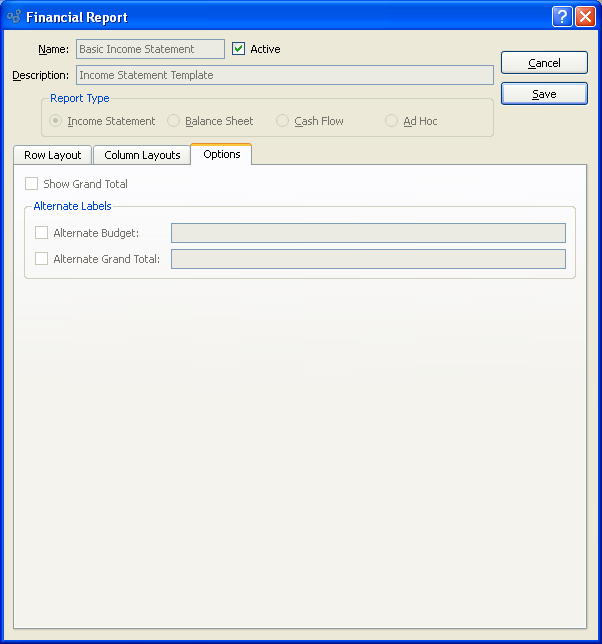 Financial Report
Name: Basic Income Statement Active
Cancel
Description: Income Statement Template
Save
Report Type
Income Statement Balance Sheet Cash Flow Ad Hoc
Row Layout Column Layouts Options
Show Grand Total
Alternate Labels
Alternate Budget:
Alternate Grand Total: